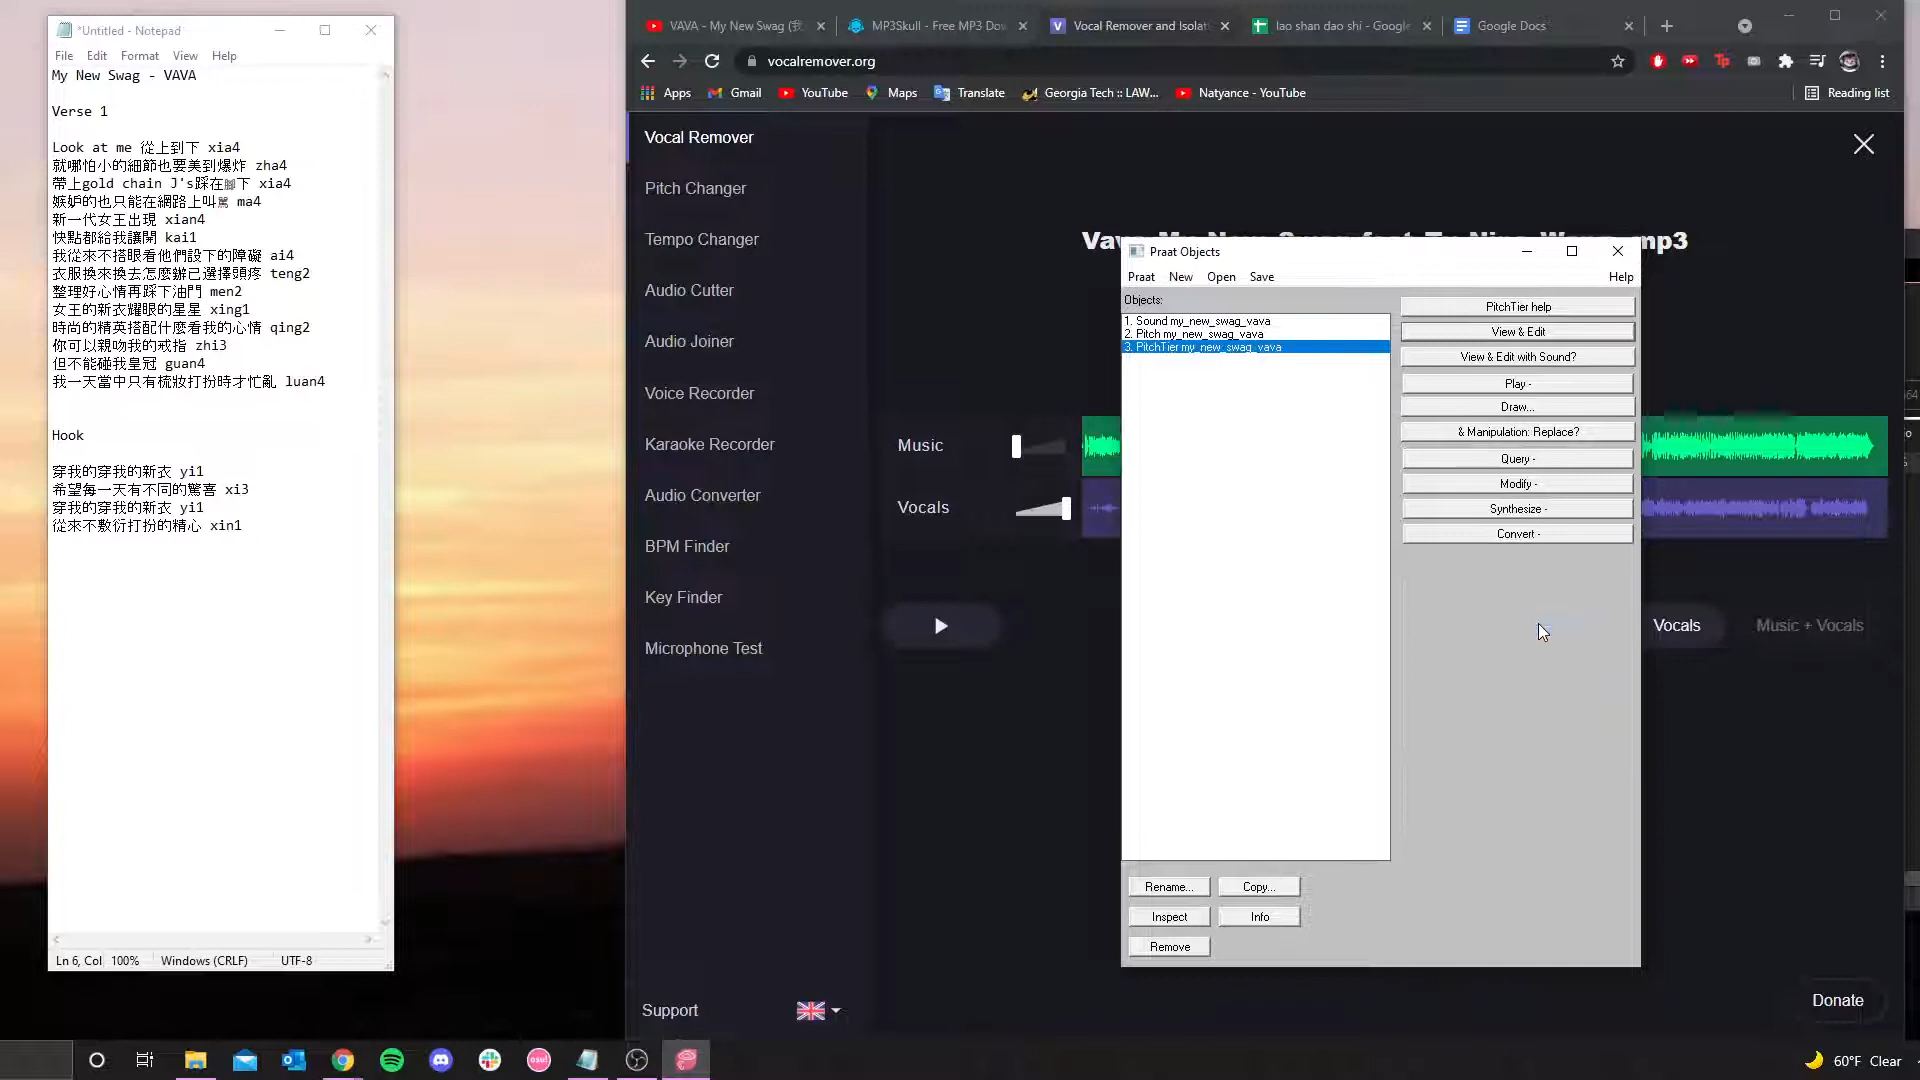 *Untitled - Notepad
File Edit Format View Help
My New Swag - VAVA
Verse 1
Look at me 從上到下 xia4
就哪怕小的細節也要美到爆炸 zha4
帶上gold chain J's踩在腳下 xia4
嫉妒的也只能在網路上叫罵 ma4
新一代女王出現 xian4
快點都給我讓開 kai1
我從來不搭眼看他們設下的障礙 ai4
衣服換來換去怎麼辦已選擇頭疼 teng2
整理好心情再踩下油門 men2
女王的新衣耀眼的星星 xing1
時尚的精英搭配什麼看我的心情 qing2
你可以親吻我的戒指 zhi3
但不能碰我皇冠 guan4
我一天當中只有梳妝打扮時才忙亂 luan4
Hook
穿我的穿我的新衣 yi1
希望每一天有不同的驚喜 xi3
穿我的穿我的新衣 yi1
從來不敷衍打扮的精心 xin1
Ln 6, Col 100% Windows (CRLF) UTF-8
VAVA - My New Swag (我
MP3Skull - Free MP3 Dow
Vocal Remover and Isolat
lao shan dao shi - Google
Google Docs
vocalremover.org
Apps Gmail YouTube Maps Translate Georgia Tech :: LAW... Natyance - YouTube Reading list
Vocal Remover
Pitch Changer
Tempo Changer
Audio Cutter
Audio Joiner
Voice Recorder
Karaoke Recorder
Audio Converter
BPM Finder
Key Finder
Microphone Test
Support
mp3
Music
Vocals
Vocals Music + Vocals
Donate
Praat Objects
Praat New Open Save Help
Objects:
1. Sound my_new_swag_vava
2. Pitch my_new_swag_vava
3. PitchTier my_new_swag_vava
PitchTier help
View & Edit
View & Edit with Sound?
Play -
Draw...
& Manipulation: Replace?
Query -
Modify -
Synthesize -
Convert -
Rename... Copy...
Inspect Info
Remove
osu!
60°F Clear